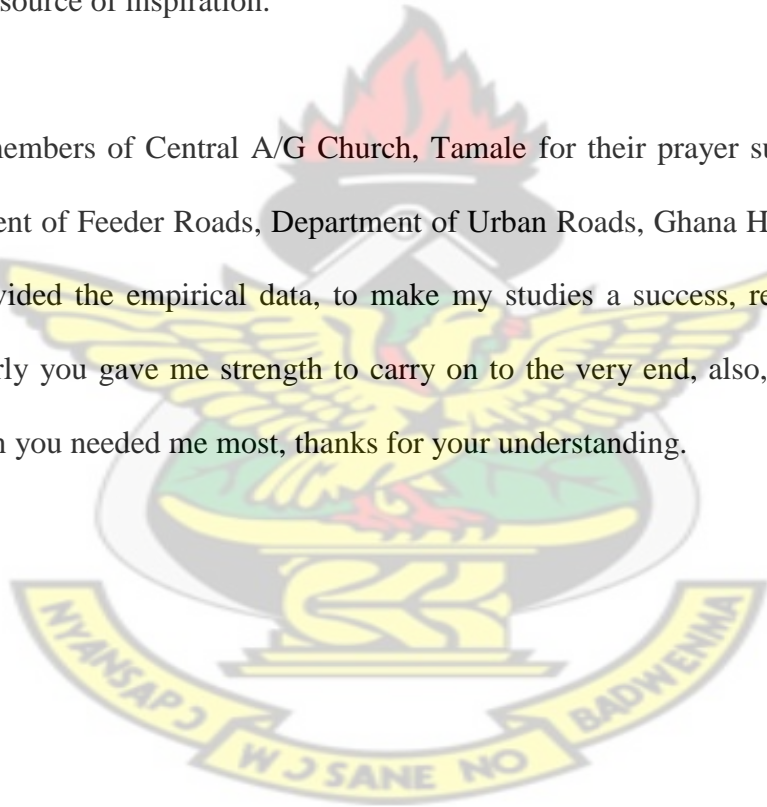 source of inspiration.
members of Central A/G Church, Tamale for their prayer su
ent of Feeder Roads, Department of Urban Roads, Ghana H
vided the empirical data, to make my studies a success, re
rly you gave me strength to carry on to the very end, also,
n you needed me most, thanks for your understanding.
NYANSAPƆ
WƆSANE NO
BADWENMA